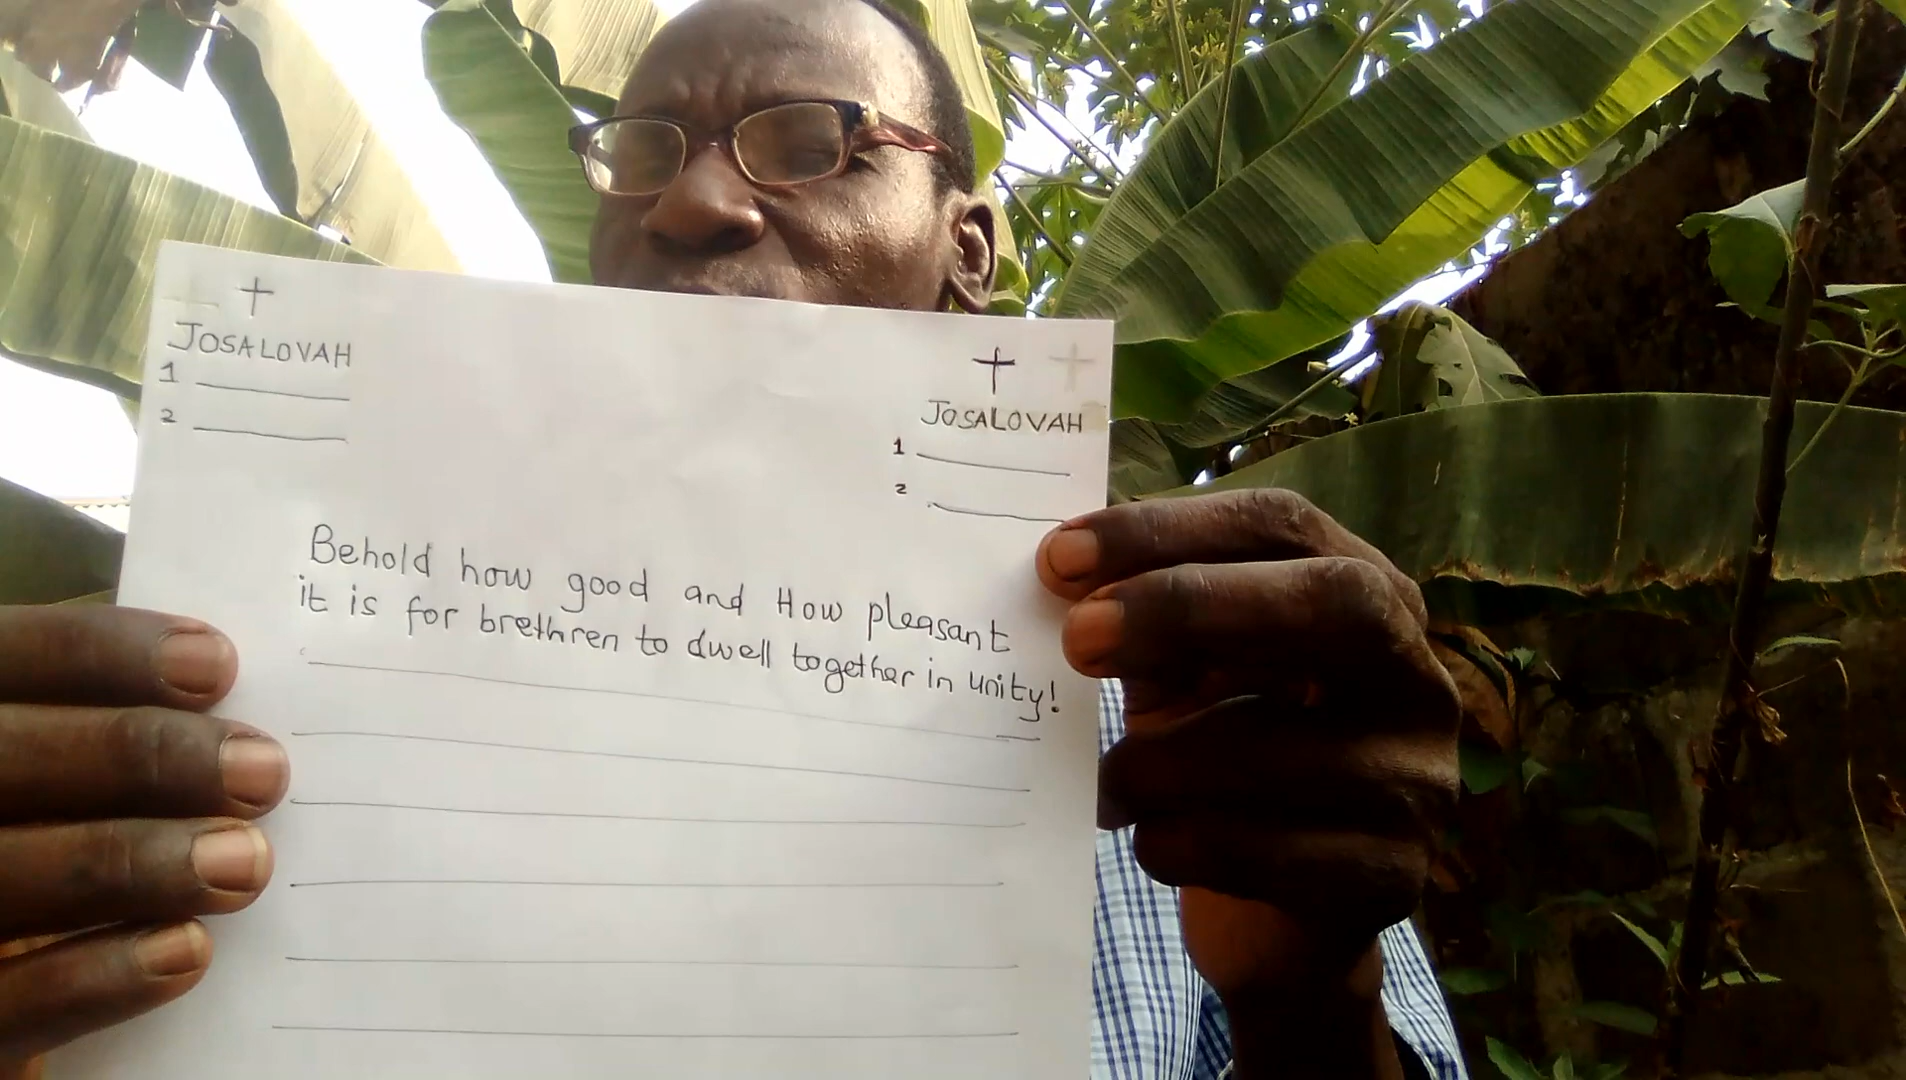 JOSALOVAH
1
2
JOSALOVAH
1
2
Behold how good and How pleasant
it is for brethren to dwell together in unity!